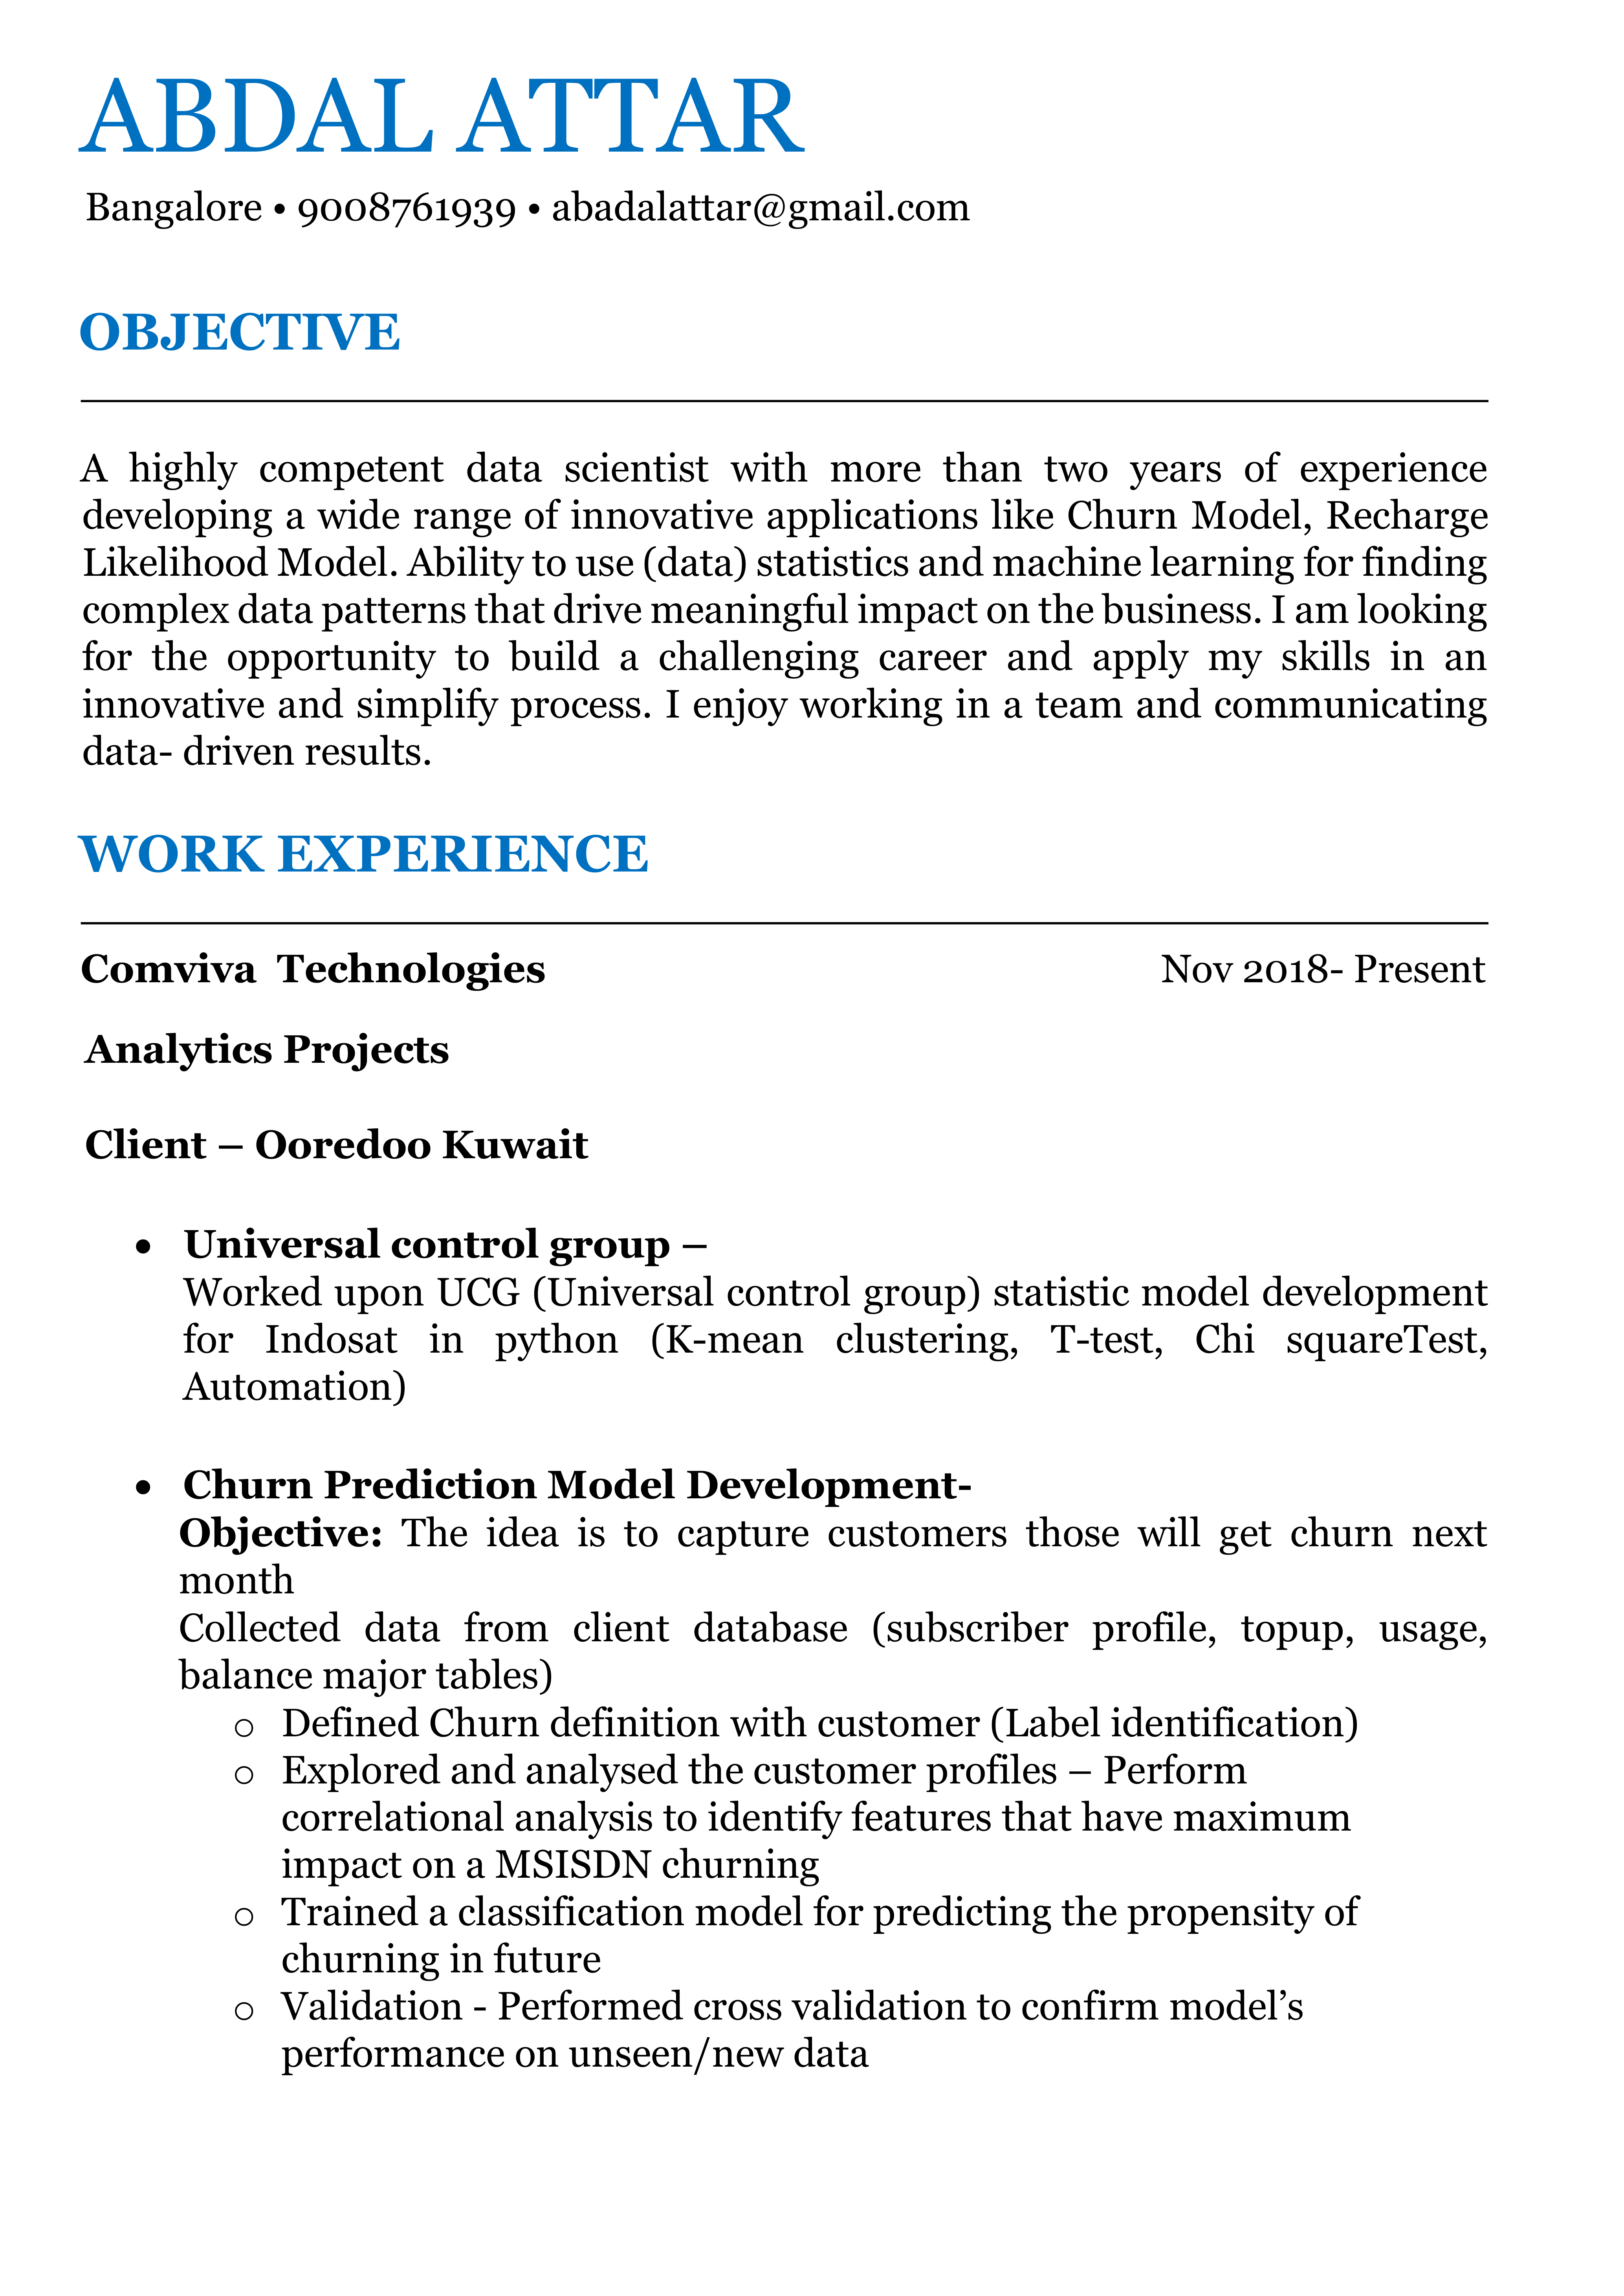 ABDAL ATTAR
Bangalore • 9008761939 • abadalattar@gmail.com
OBJECTIVE
A highly competent data scientist with more than two years of experience
developing a wide range of innovative applications like Churn Model, Recharge
Likelihood Model. Ability to use (data) statistics and machine learning for finding
complex data patterns that drive meaningful impact on the business. I am looking
for the opportunity to build a challenging career and apply my skills in an
innovative and simplify process. I enjoy working in a team and communicating
data- driven results.
WORK EXPERIENCE
Comviva Technologies Nov 2018- Present
Analytics Projects
Client – Ooredoo Kuwait
• Universal control group –
Worked upon UCG (Universal control group) statistic model development
for Indosat in python (K-mean clustering, T-test, Chi squareTest,
Automation)
• Churn Prediction Model Development-
Objective: The idea is to capture customers those will get churn next
month
Collected data from client database (subscriber profile, topup, usage,
balance major tables)
o Defined Churn definition with customer (Label identification)
o Explored and analysed the customer profiles – Perform
correlational analysis to identify features that have maximum
impact on a MSISDN churning
o Trained a classification model for predicting the propensity of
churning in future
o Validation - Performed cross validation to confirm model’s
performance on unseen/new data